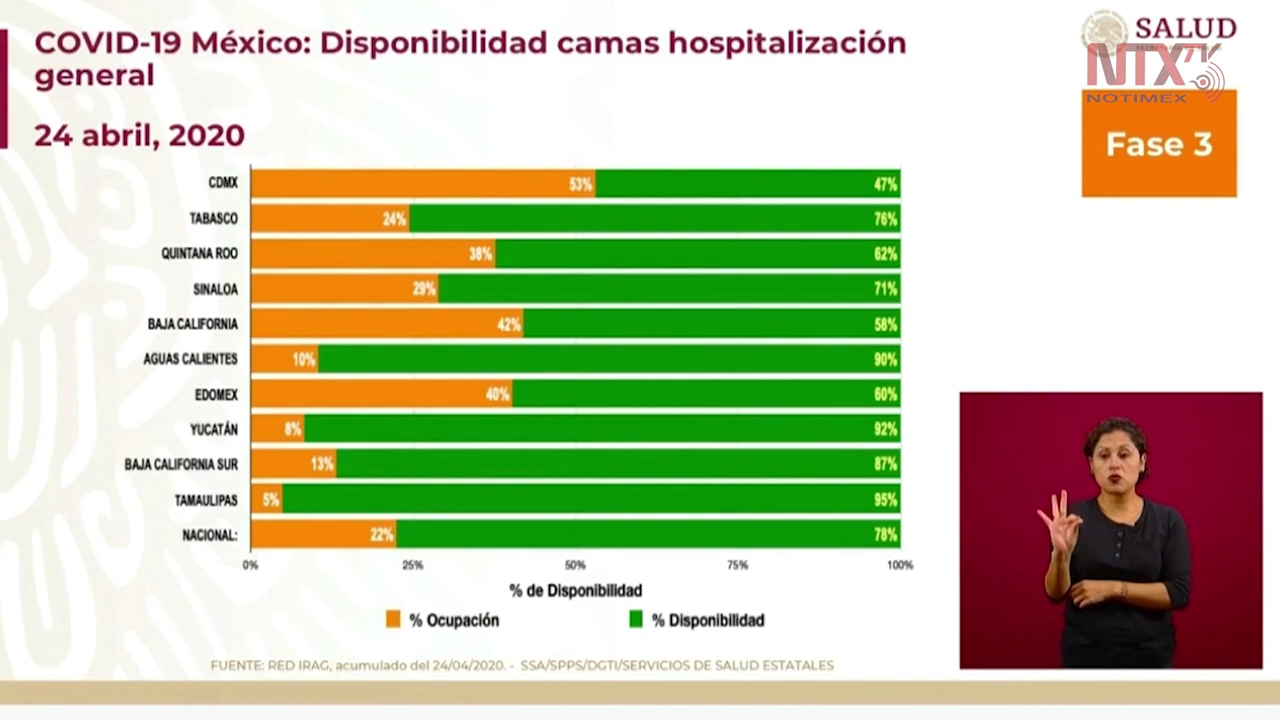 COVID-19 México: Disponibilidad camas hospitalización
general
24 abril, 2020
SALUD
NTX
NOTIMEX
Fase 3
CDMX 53% 47%
TABASCO 24% 76%
QUINTANA ROO 38% 62%
SINALOA 29% 71%
BAJA CALIFORNIA 42% 58%
AGUAS CALIENTES 10% 90%
EDOMEX 40% 60%
YUCATÁN 8% 92%
BAJA CALIFORNIA SUR 13% 87%
TAMAULIPAS 5% 95%
NACIONAL: 22% 78%
0% 25% 50% 75% 100%
% de Disponibilidad
% Ocupación % Disponibilidad
FUENTE: RED IRAG, acumulado del 24/04/2020. - SSA/SPPS/DGTI/SERVICIOS DE SALUD ESTATALES